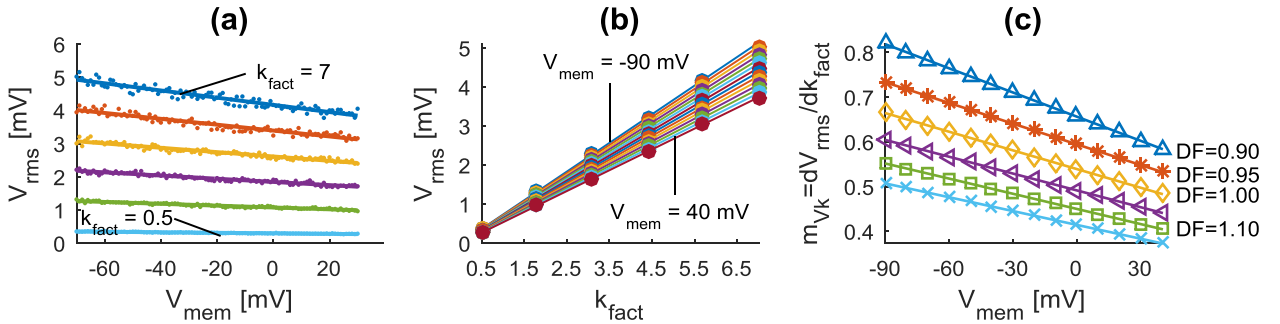 (a)
6
5
4
3
2
1
0
-60 -40 -20 0 20
V_mem [mV]
V_rms [mV]
k_fact = 7
k_fact = 0.5
(b)
5
4
3
2
1
0
0.5 1.5 2.5 3.5 4.5 5.5 6.5
k_fact
V_rms [mV]
V_mem = -90 mV
V_mem = 40 mV
(c)
0.8
0.7
0.6
0.5
0.4
-90 -60 -30 0 30
V_mem [mV]
m_Vk=dV_rms/dk_fact
DF=0.90
DF=0.95
DF=1.00
DF=1.10